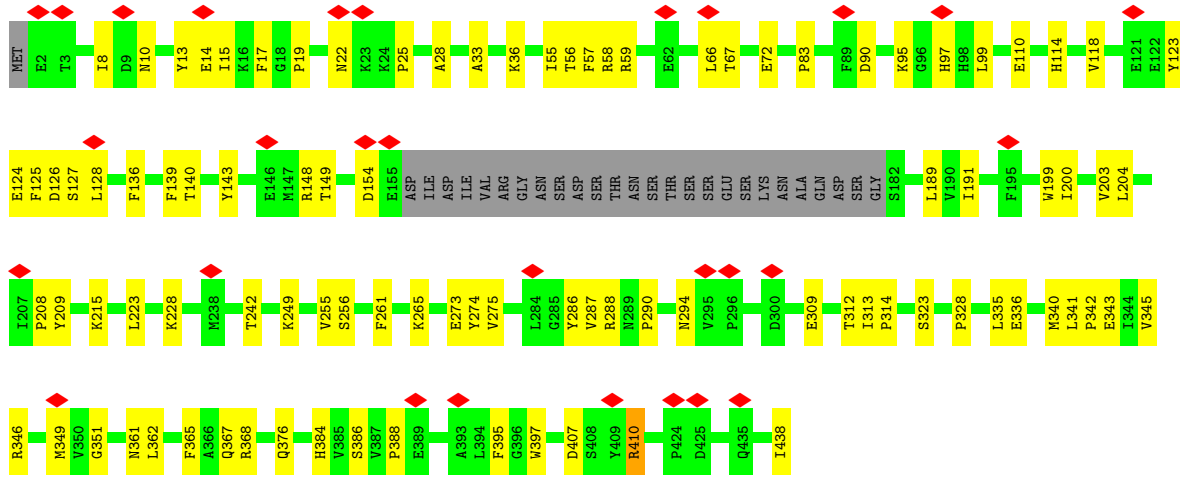 MET E2 T3 I8 D9 N10 Y13 E14 I15 K16 F17 G18 P19 N22 K23 K24 P25 A28 A33 K36 I55 T56 F57 R58 R59 E62 L66 T67 E72 P83 F89 D90 K95 G96 H97 H98 L99 E110 H114 V118 E121 E122 Y123
E124 F125 D126 S127 L128 F136 F139 T140 Y143 E146 M147 R148 T149 D154 E155 ASP ILE ASP ILE VAL ARG GLY ASN SER ASP SER THR ASN SER THR SER SER GLU SER LYS ASN ALA GLN ASP SER GLY S182 L189 V190 I191 F195 W199 I200 V203 L204
I207 P208 Y209 K215 L223 K228 M238 T242 K249 V255 S256 F261 K265 E273 Y274 V275 L284 G285 Y286 V287 R288 N289 P290 N294 V295 P296 D300 E309 T312 I313 P314 S323 P328 L335 E336 M340 L341 P342 E343 I344 V345
R346 M349 V350 G351 N361 L362 F365 A366 Q367 R368 Q376 H384 V385 S386 V387 P388 E389 A393 L394 F395 G396 W397 D407 S408 Y409 R410 P424 D425 Q435 I438